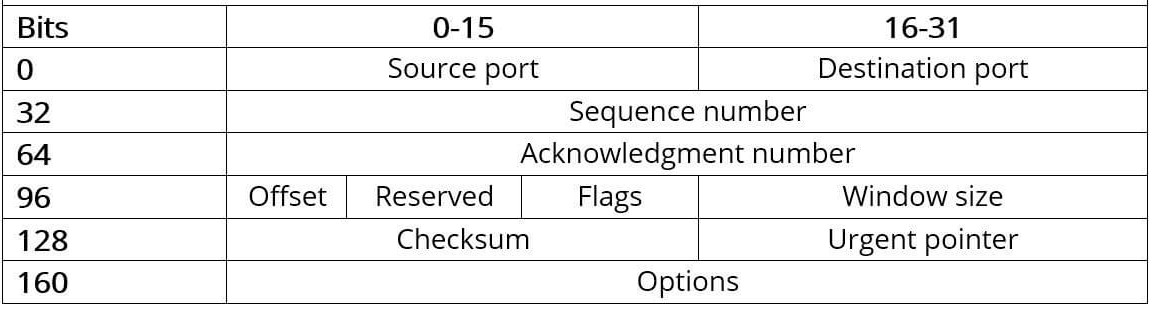 Bits 0-15 16-31
0 Source port Destination port
32 Sequence number
64 Acknowledgment number
96 Offset Reserved Flags Window size
128 Checksum Urgent pointer
160 Options